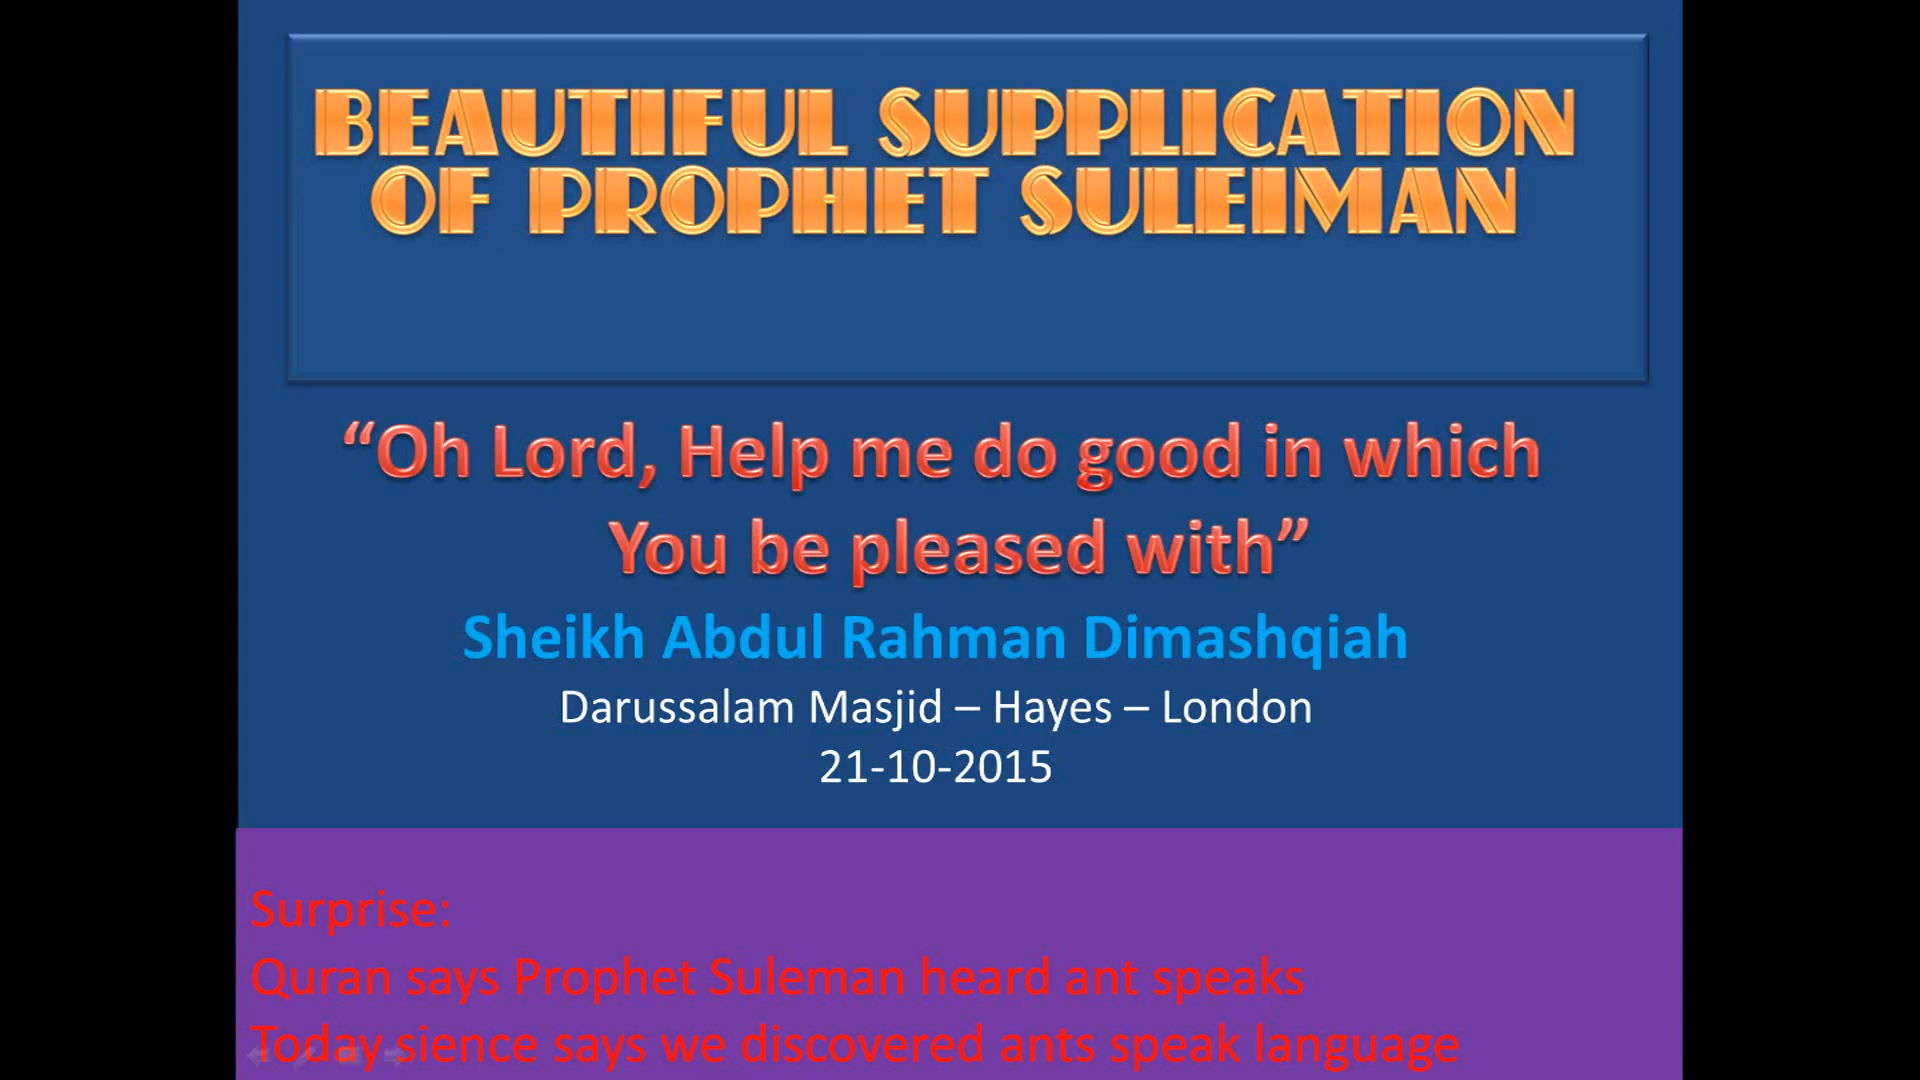 BEAUTIFUL SUPPLICATION
OF PROPHET SULEIMAN
“Oh Lord, Help me do good in which
You be pleased with”
Sheikh Abdul Rahman Dimashqiah
Darussalam Masjid – Hayes – London
21-10-2015
Surprise:
Quran says Prophet Suleman heard ant speaks
Today sience says we discovered ants speak language